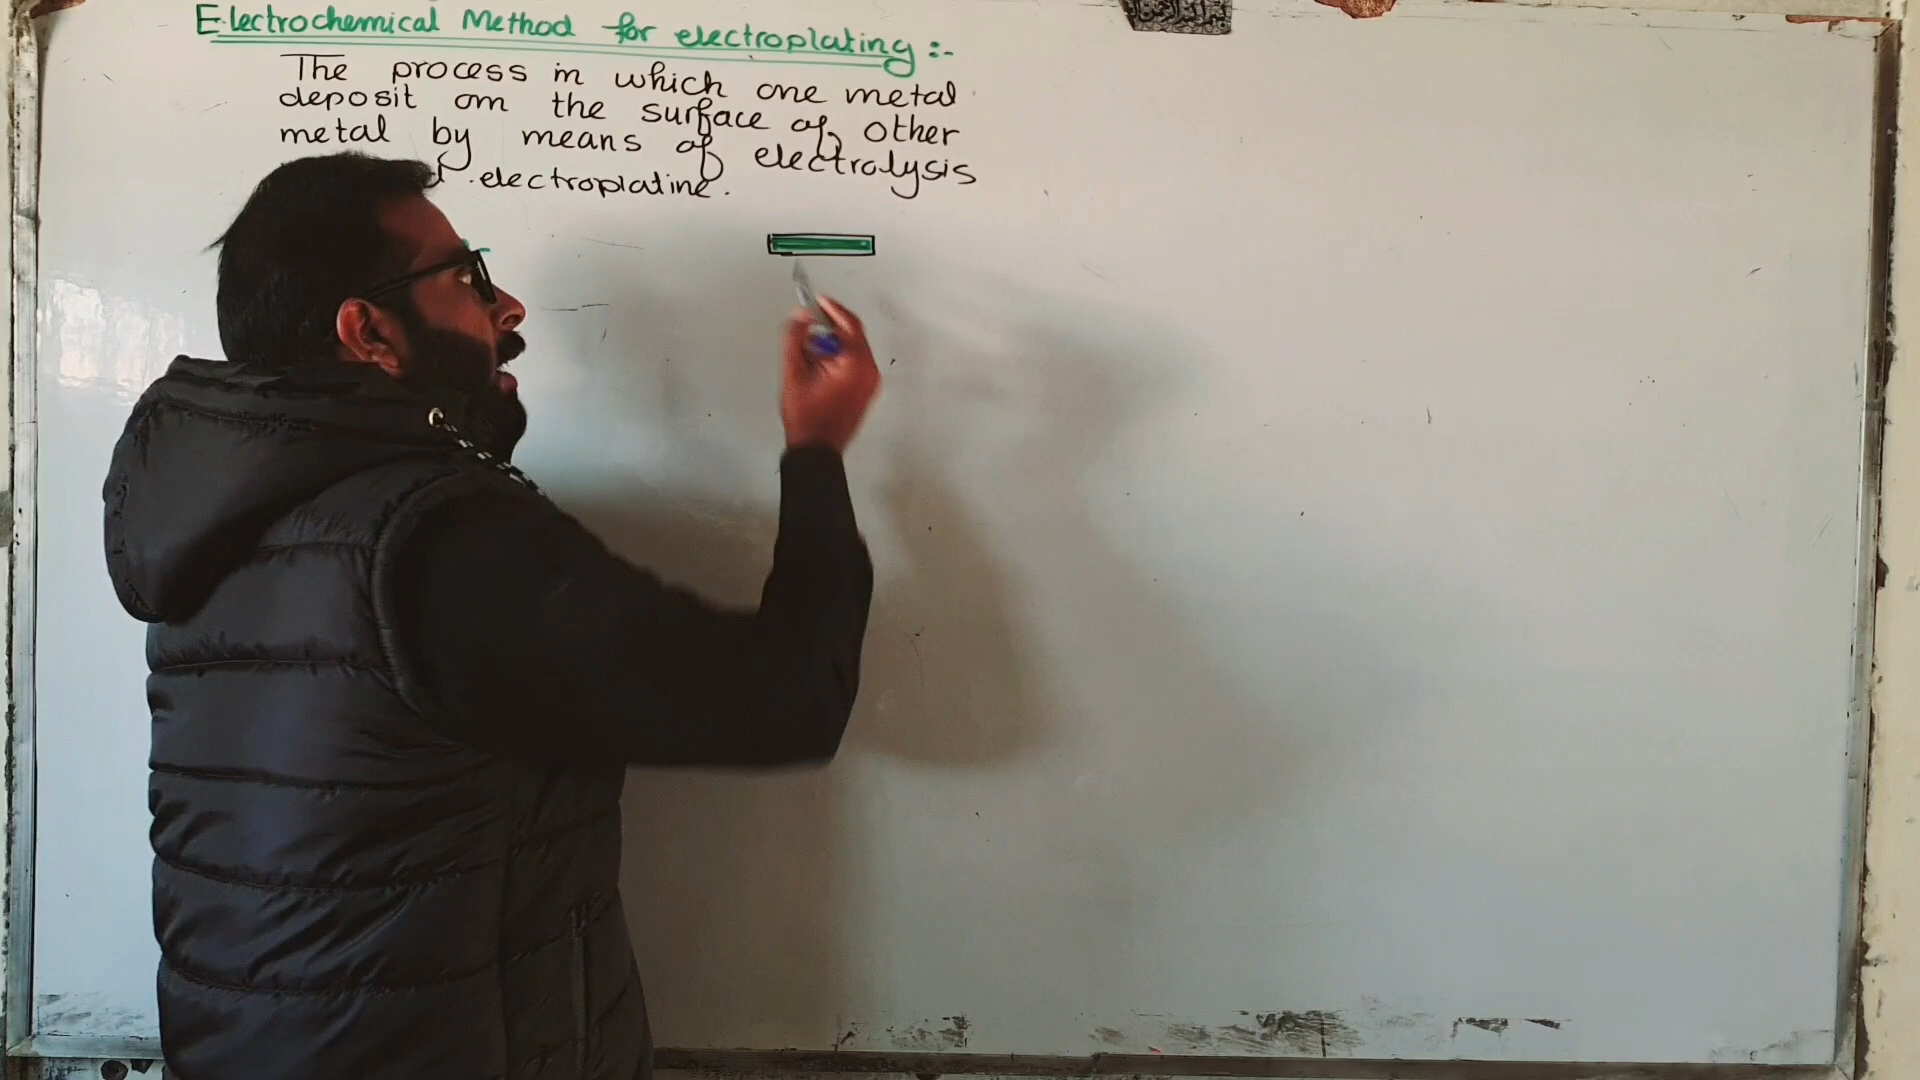 Electrochemical Method for electroplating :-
The process in which one metal
deposit on the surface of other
metal by means of electrolysis
electroplatine.